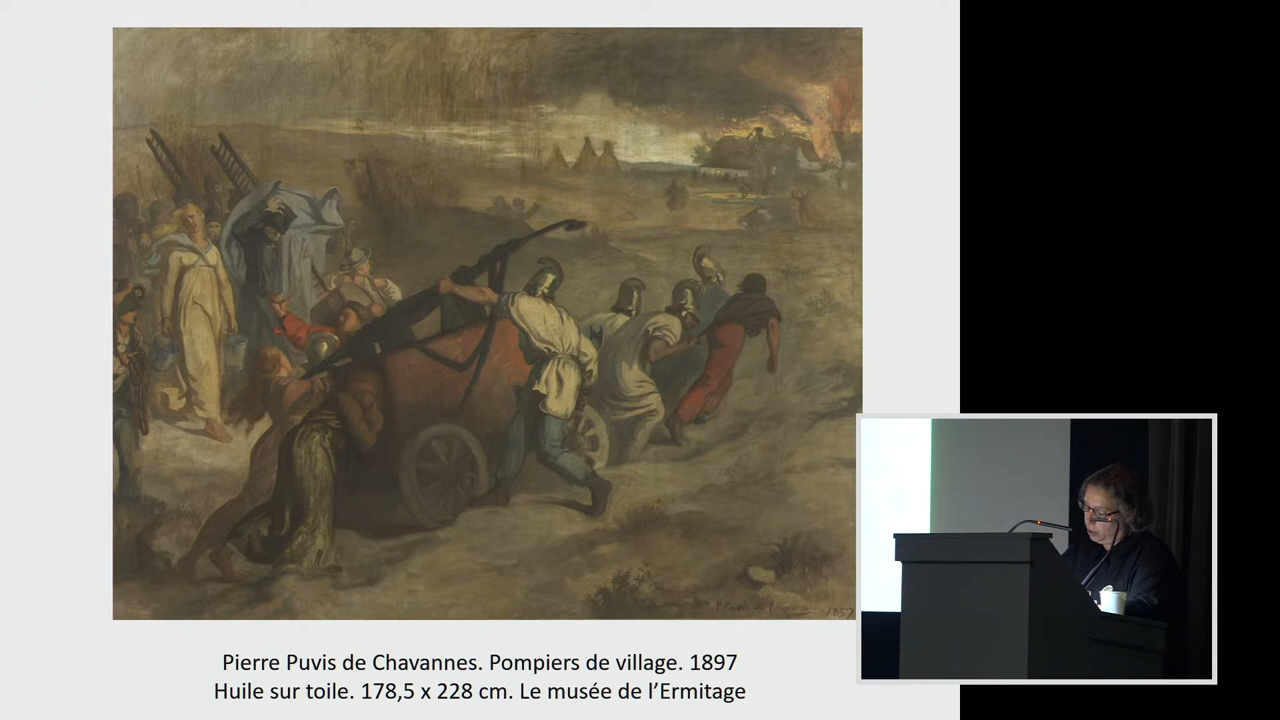 1857
Pierre Puvis de Chavannes. Pompiers de village. 1897
Huile sur toile. 178,5 x 228 cm. Le musée de l’Ermitage